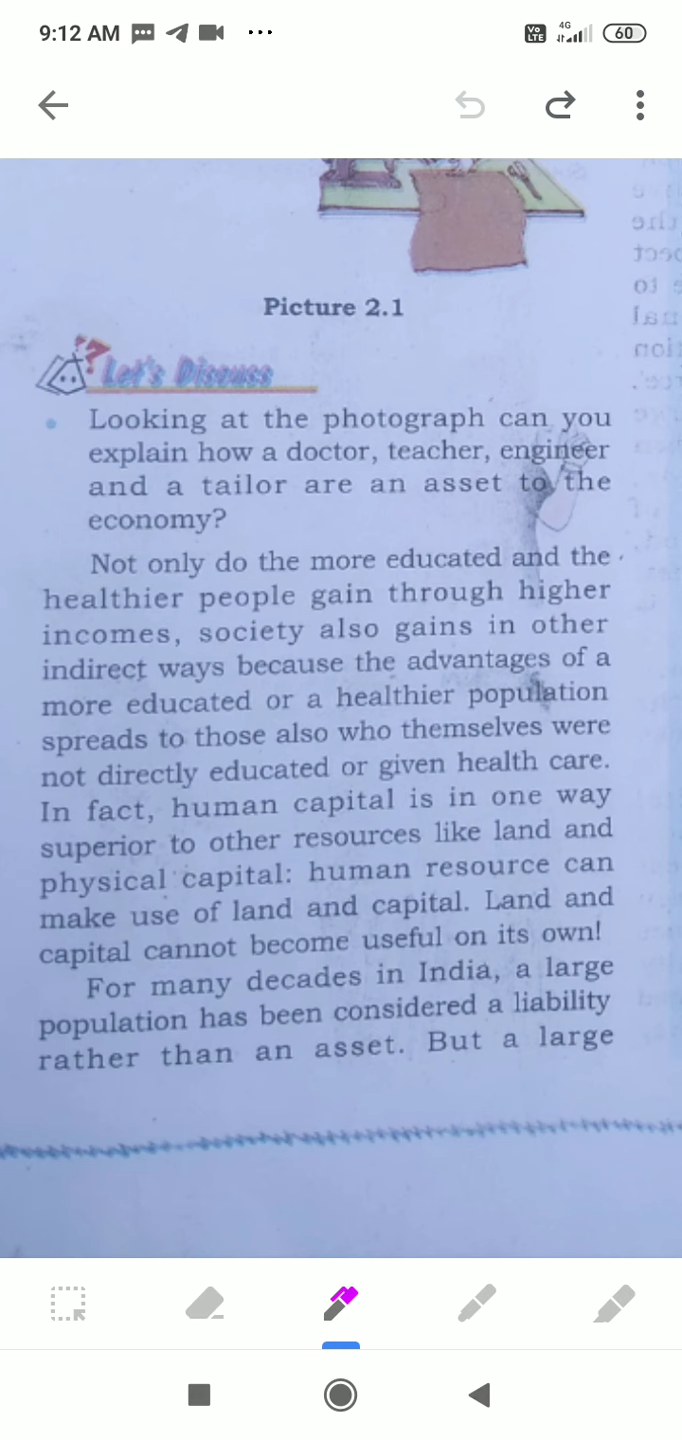 9:12 AM
Vo LTE 4G 60
Picture 2.1
Let's Discuss
• Looking at the photograph can you
explain how a doctor, teacher, engineer
and a tailor are an asset to the
economy?
Not only do the more educated and the
healthier people gain through higher
incomes, society also gains in other
indirect ways because the advantages of a
more educated or a healthier population
spreads to those also who themselves were
not directly educated or given health care.
In fact, human capital is in one way
superior to other resources like land and
physical capital: human resource can
make use of land and capital. Land and
capital cannot become useful on its own!
For many decades in India, a large
population has been considered a liability
rather than an asset. But a large